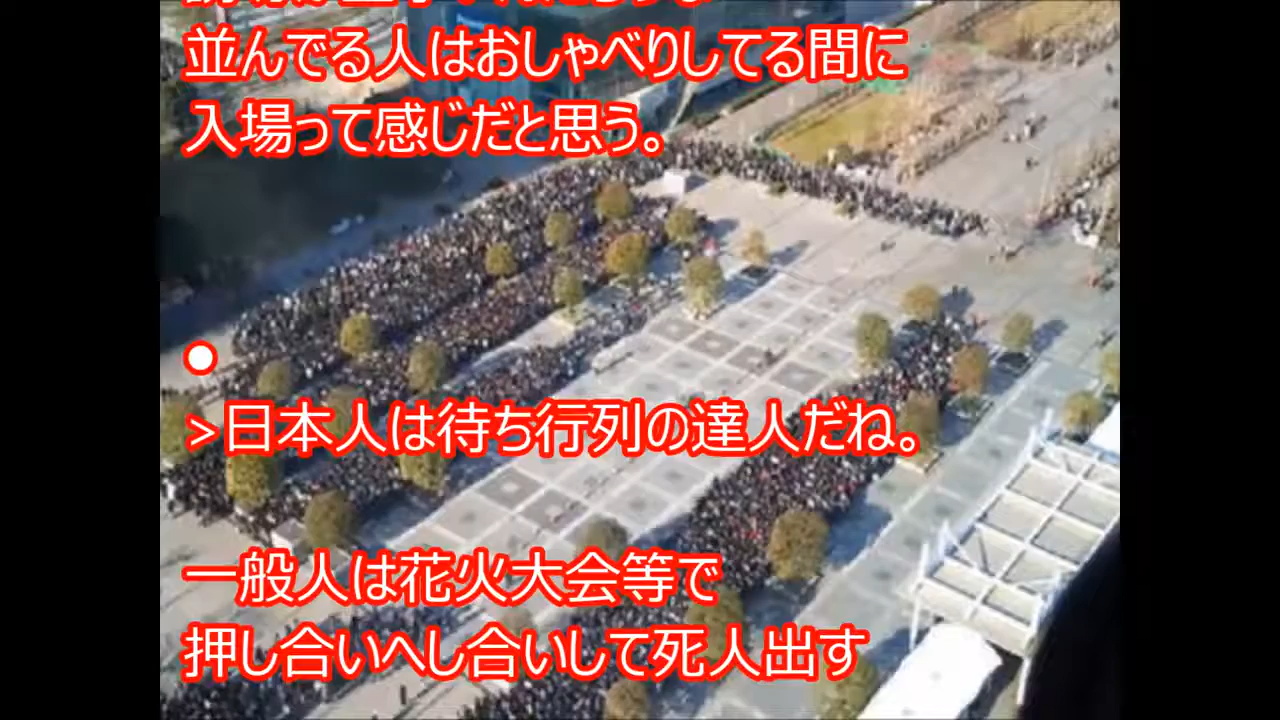 並んでる人はおしゃべりしてる間に
入場って感じだと思う。
●
>日本人は待ち行列の達人だね。
一般人は花火大会等で
押し合いへし合いして死人出す